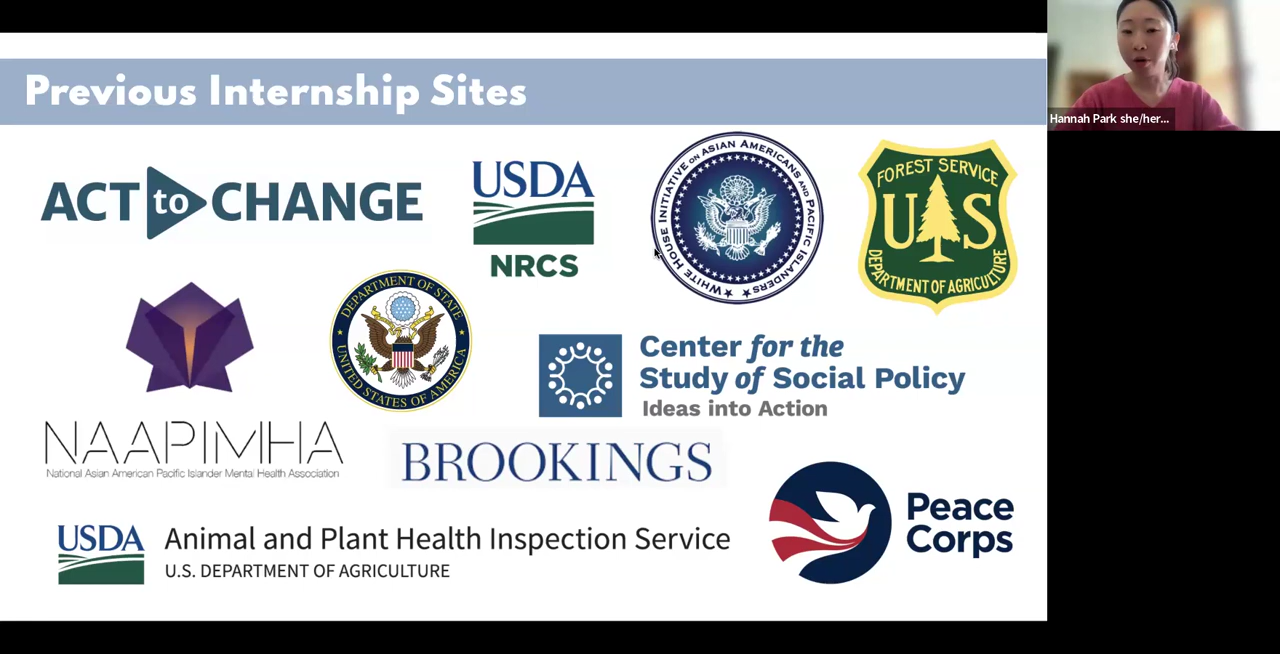 Previous Internship Sites
Hannah Park she/her...
ACT to CHANGE
USDA
NRCS
WHITE HOUSE INITIATIVE ON ASIAN AMERICANS AND PACIFIC ISLANDERS
FOREST SERVICE
U S
DEPARTMENT OF AGRICULTURE
DEPARTMENT OF STATE
UNITED STATES OF AMERICA
Center for the
Study of Social Policy
Ideas into Action
NAAPIMHA
National Asian American Pacific Islander Mental Health Association
BROOKINGS
Peace
Corps
USDA
Animal and Plant Health Inspection Service
U.S. DEPARTMENT OF AGRICULTURE